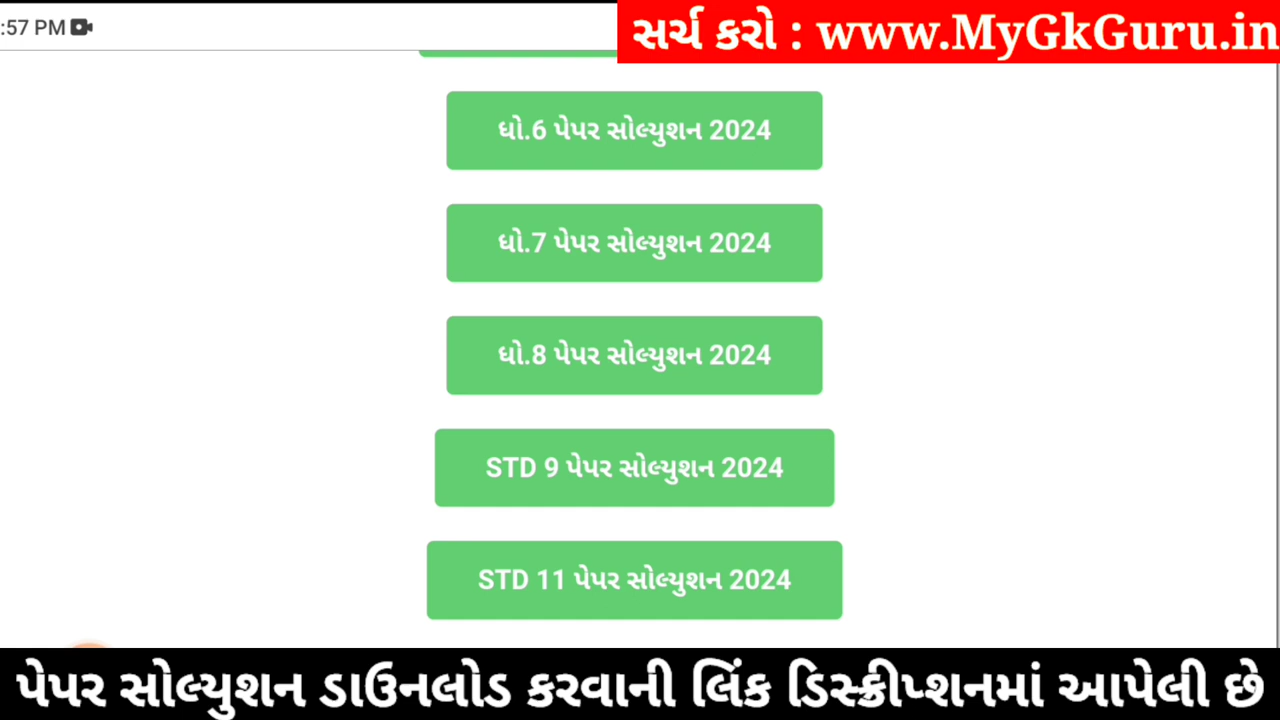 :57 PM
સર્ચ કરો : www.MyGkGuru.in
ધો.6 પેપર સોલ્યુશન 2024
ધો.7 પેપર સોલ્યુશન 2024
ધો.8 પેપર સોલ્યુશન 2024
STD 9 પેપર સોલ્યુશન 2024
STD 11 પેપર સોલ્યુશન 2024
પેપર સોલ્યુશન ડાઉનલોડ કરવાની લિંક ડિસ્ક્રીપ્શનમાં આપેલી છે